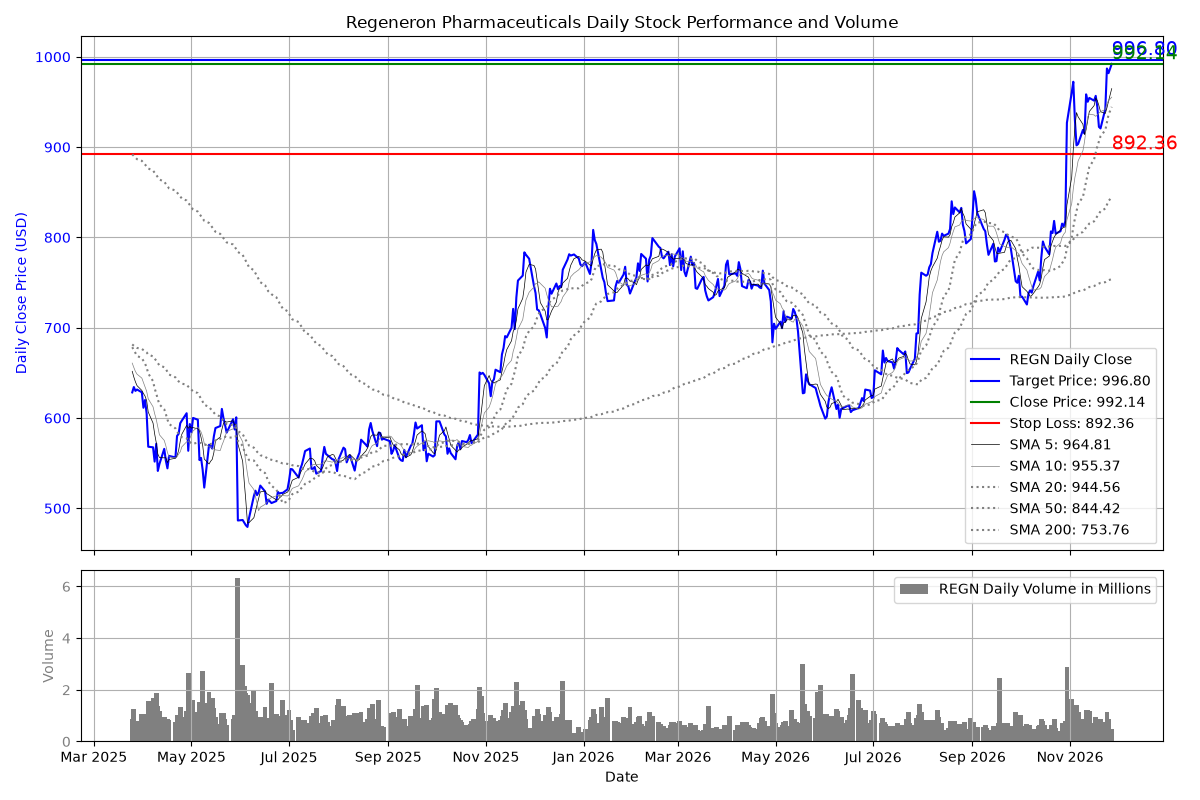 Regeneron Pharmaceuticals Daily Stock Performance and Volume
Daily Close Price (USD)
1000
900
800
700
600
500
996.80
992.14
892.36
REGN Daily Close
Target Price: 996.80
Close Price: 992.14
Stop Loss: 892.36
SMA 5: 964.81
SMA 10: 955.37
SMA 20: 944.56
SMA 50: 844.42
SMA 200: 753.76
Volume
6
4
2
0
REGN Daily Volume in Millions
Mar 2025 May 2025 Jul 2025 Sep 2025 Nov 2025 Jan 2026 Mar 2026 May 2026 Jul 2026 Sep 2026 Nov 2026
Date